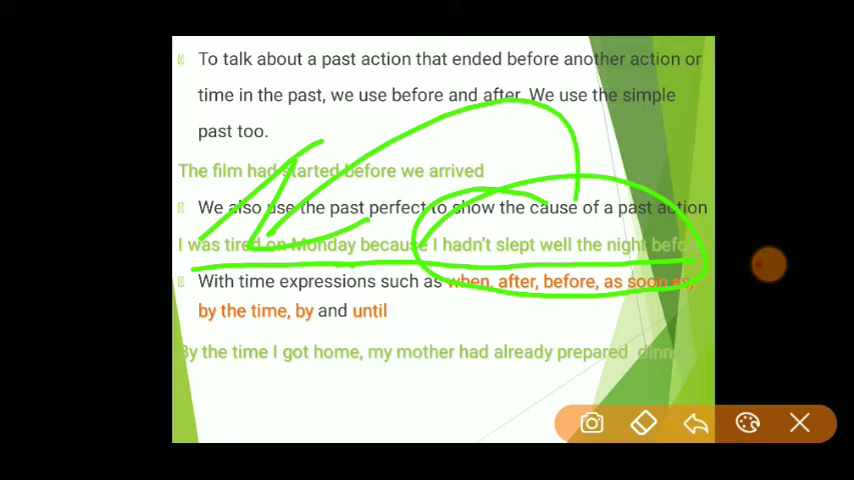 To talk about a past action that ended before another action or
time in the past, we use before and after. We use the simple
past too.
The film had started before we arrived
We also use the past perfect to show the cause of a past action
I was tired on Monday because I hadn't slept well the night before
With time expressions such as when, after, before, as soon as,
by the time, by and until
By the time I got home, my mother had already prepared dinner